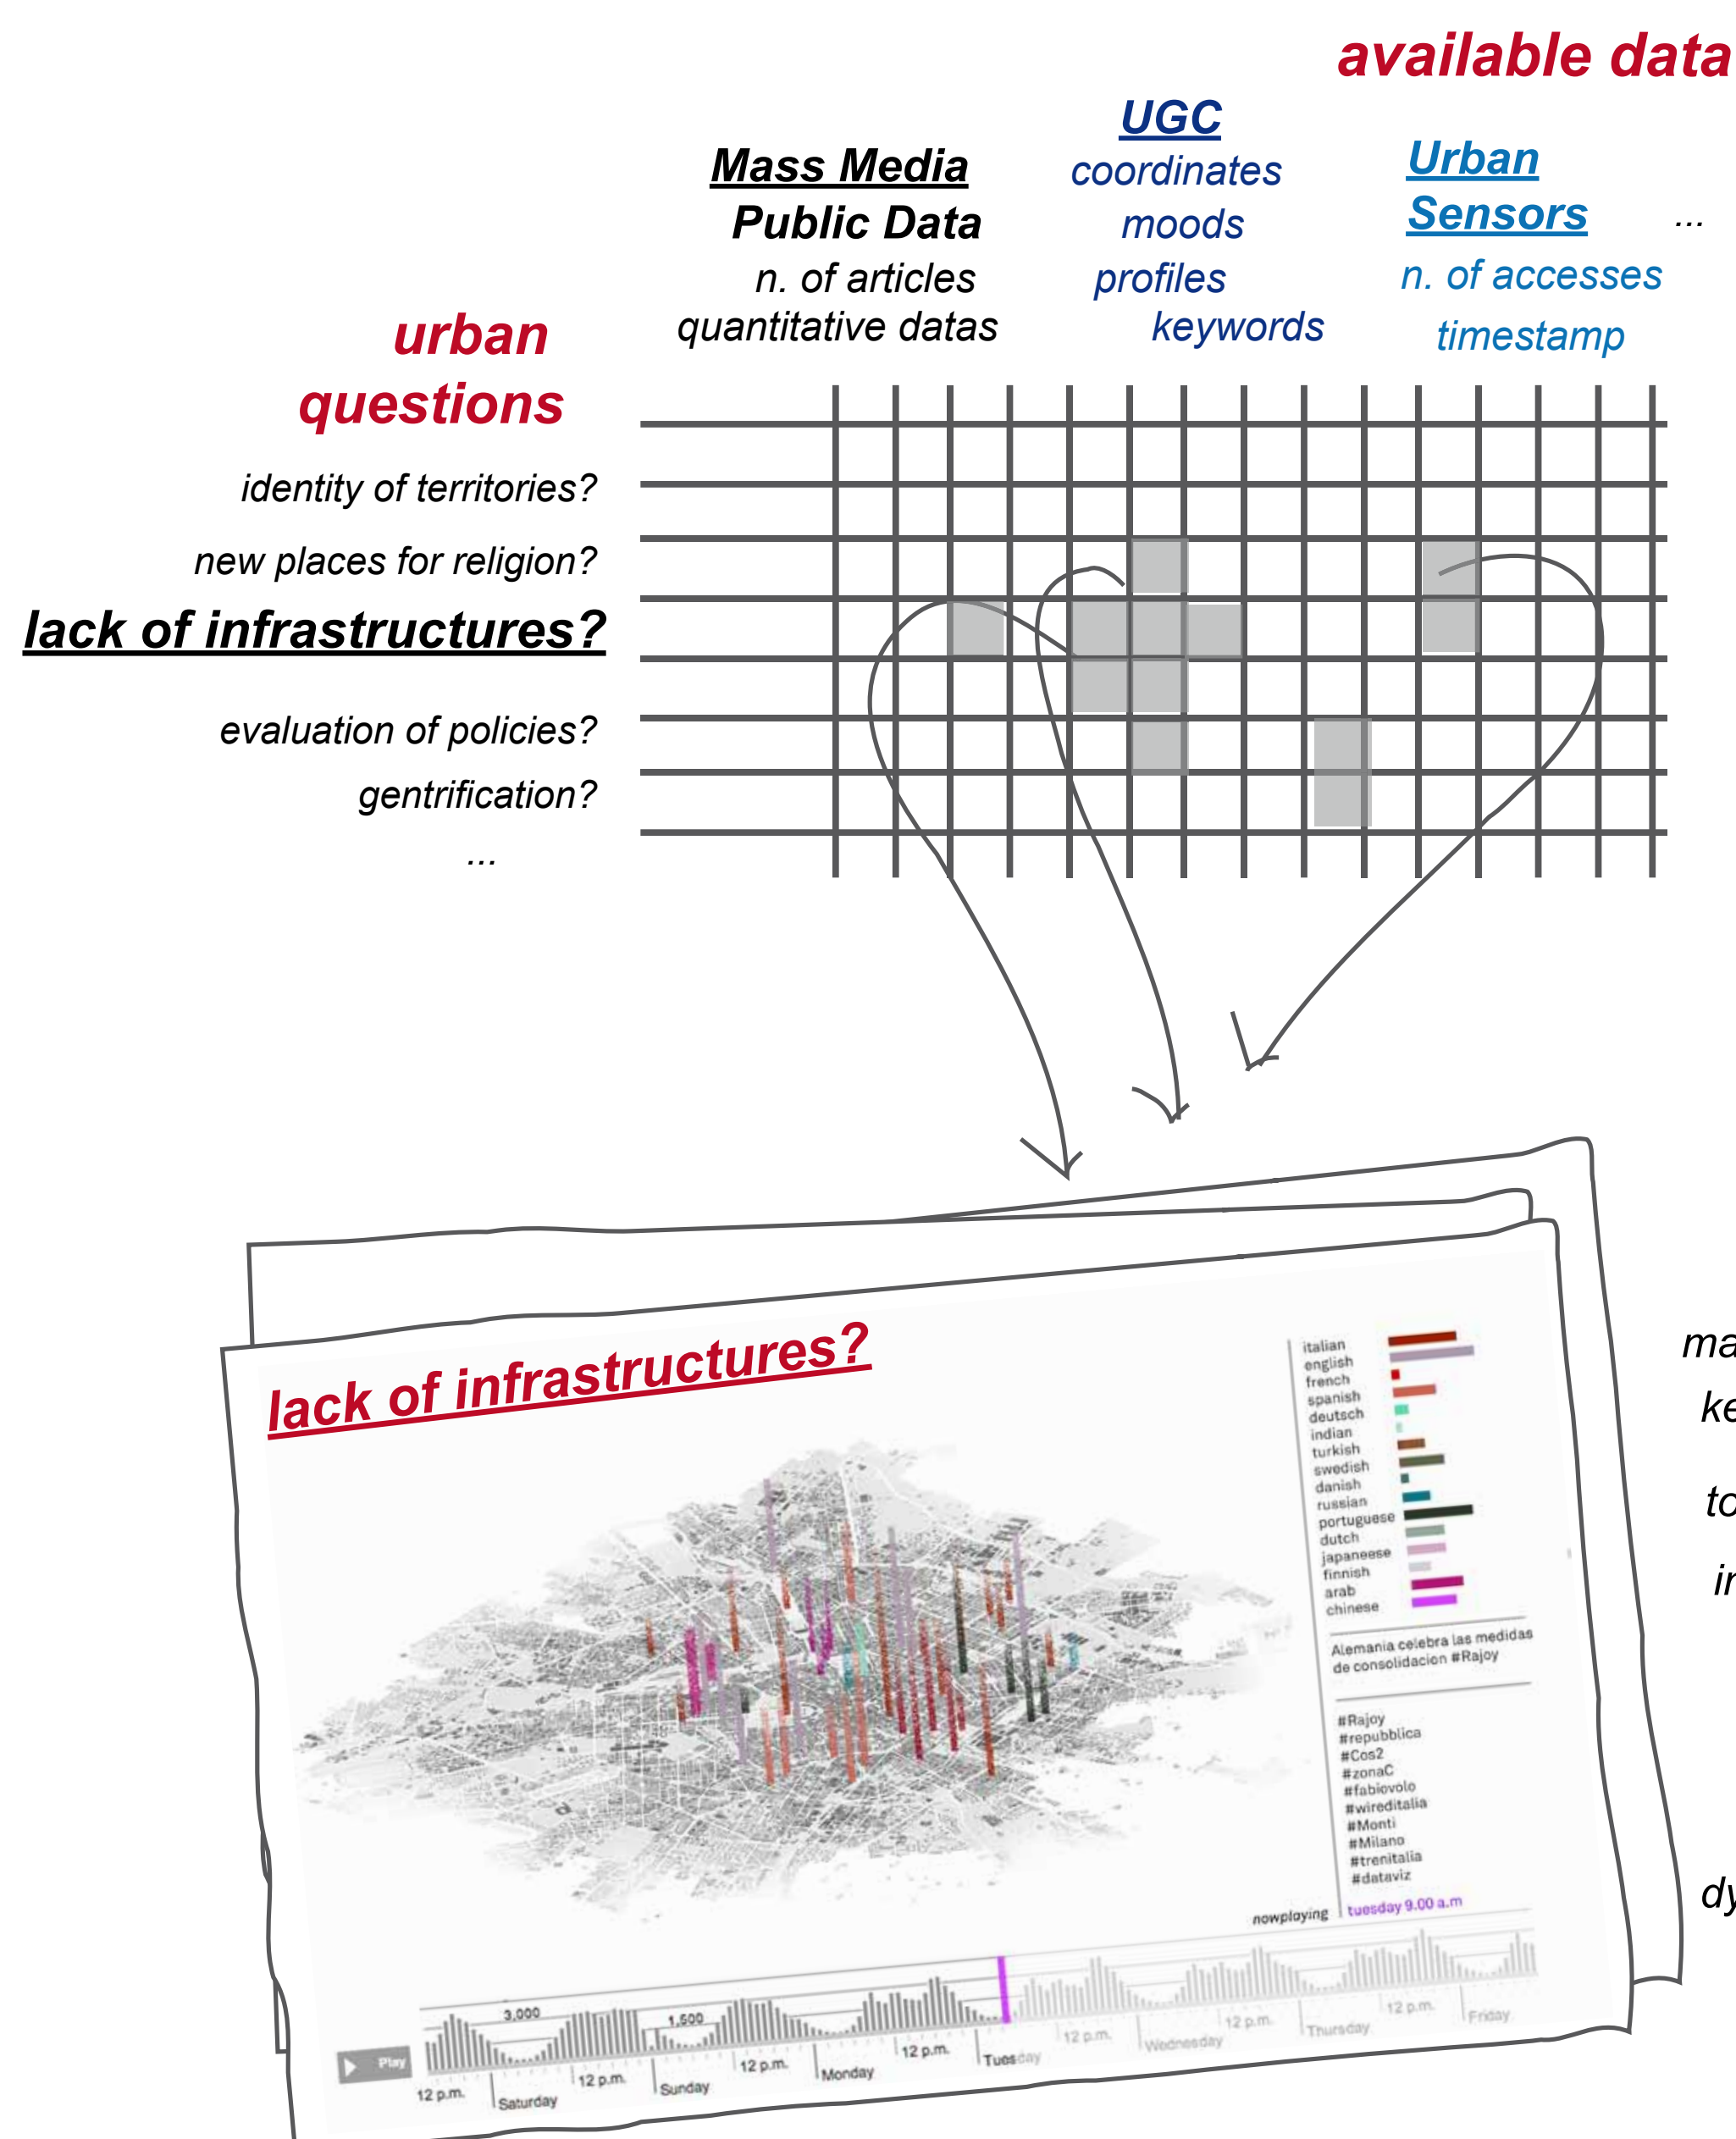 available data
UGC
Mass Media
Public Data
n. of articles
quantitative datas
coordinates
moods
profiles
keywords
Urban
Sensors
...
n. of accesses
timestamp
urban
questions
identity of territories?
new places for religion?
lack of infrastructures?
evaluation of policies?
gentrification?
...
lack of infrastructures?
italian
english
french
spanish
deutsch
indian
turkish
swedish
danish
russian
portuguese
dutch
japaneese
finnish
arab
chinese
Alemania celebra las medidas
de consolidacion #Rajoy
#Rajoy
#repubblica
#Cos2
#zonaC
#fabiovolo
#wireditalia
#Monti
#Milano
#trenitalia
#dataviz
nowplaying
tuesday 9.00 a.m
3,000
1,500
Play
12 p.m.
Saturday
12 p.m.
Sunday
12 p.m.
Monday
12 p.m.
Tuesday
12 p.m.
Wednesday
12 p.m.
Thursday
12 p.m.
Friday
ma
ke
to
in
dy